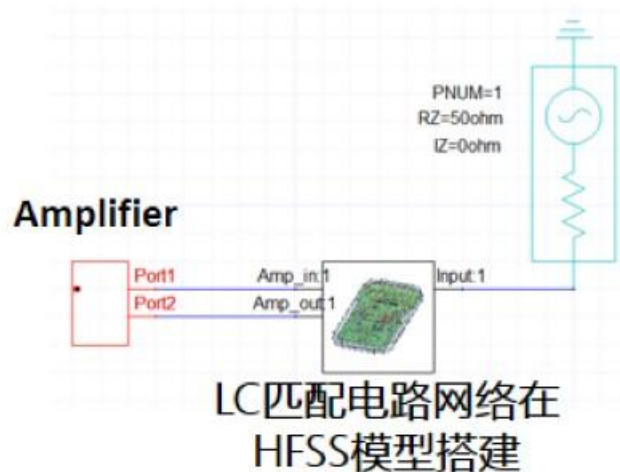 PNUM=1
RZ=50ohm
IZ=0ohm
Amplifier
Port1 Amp_in:1 Input:1
Port2 Amp_out:1
LC匹配电路网络在
HFSS模型搭建